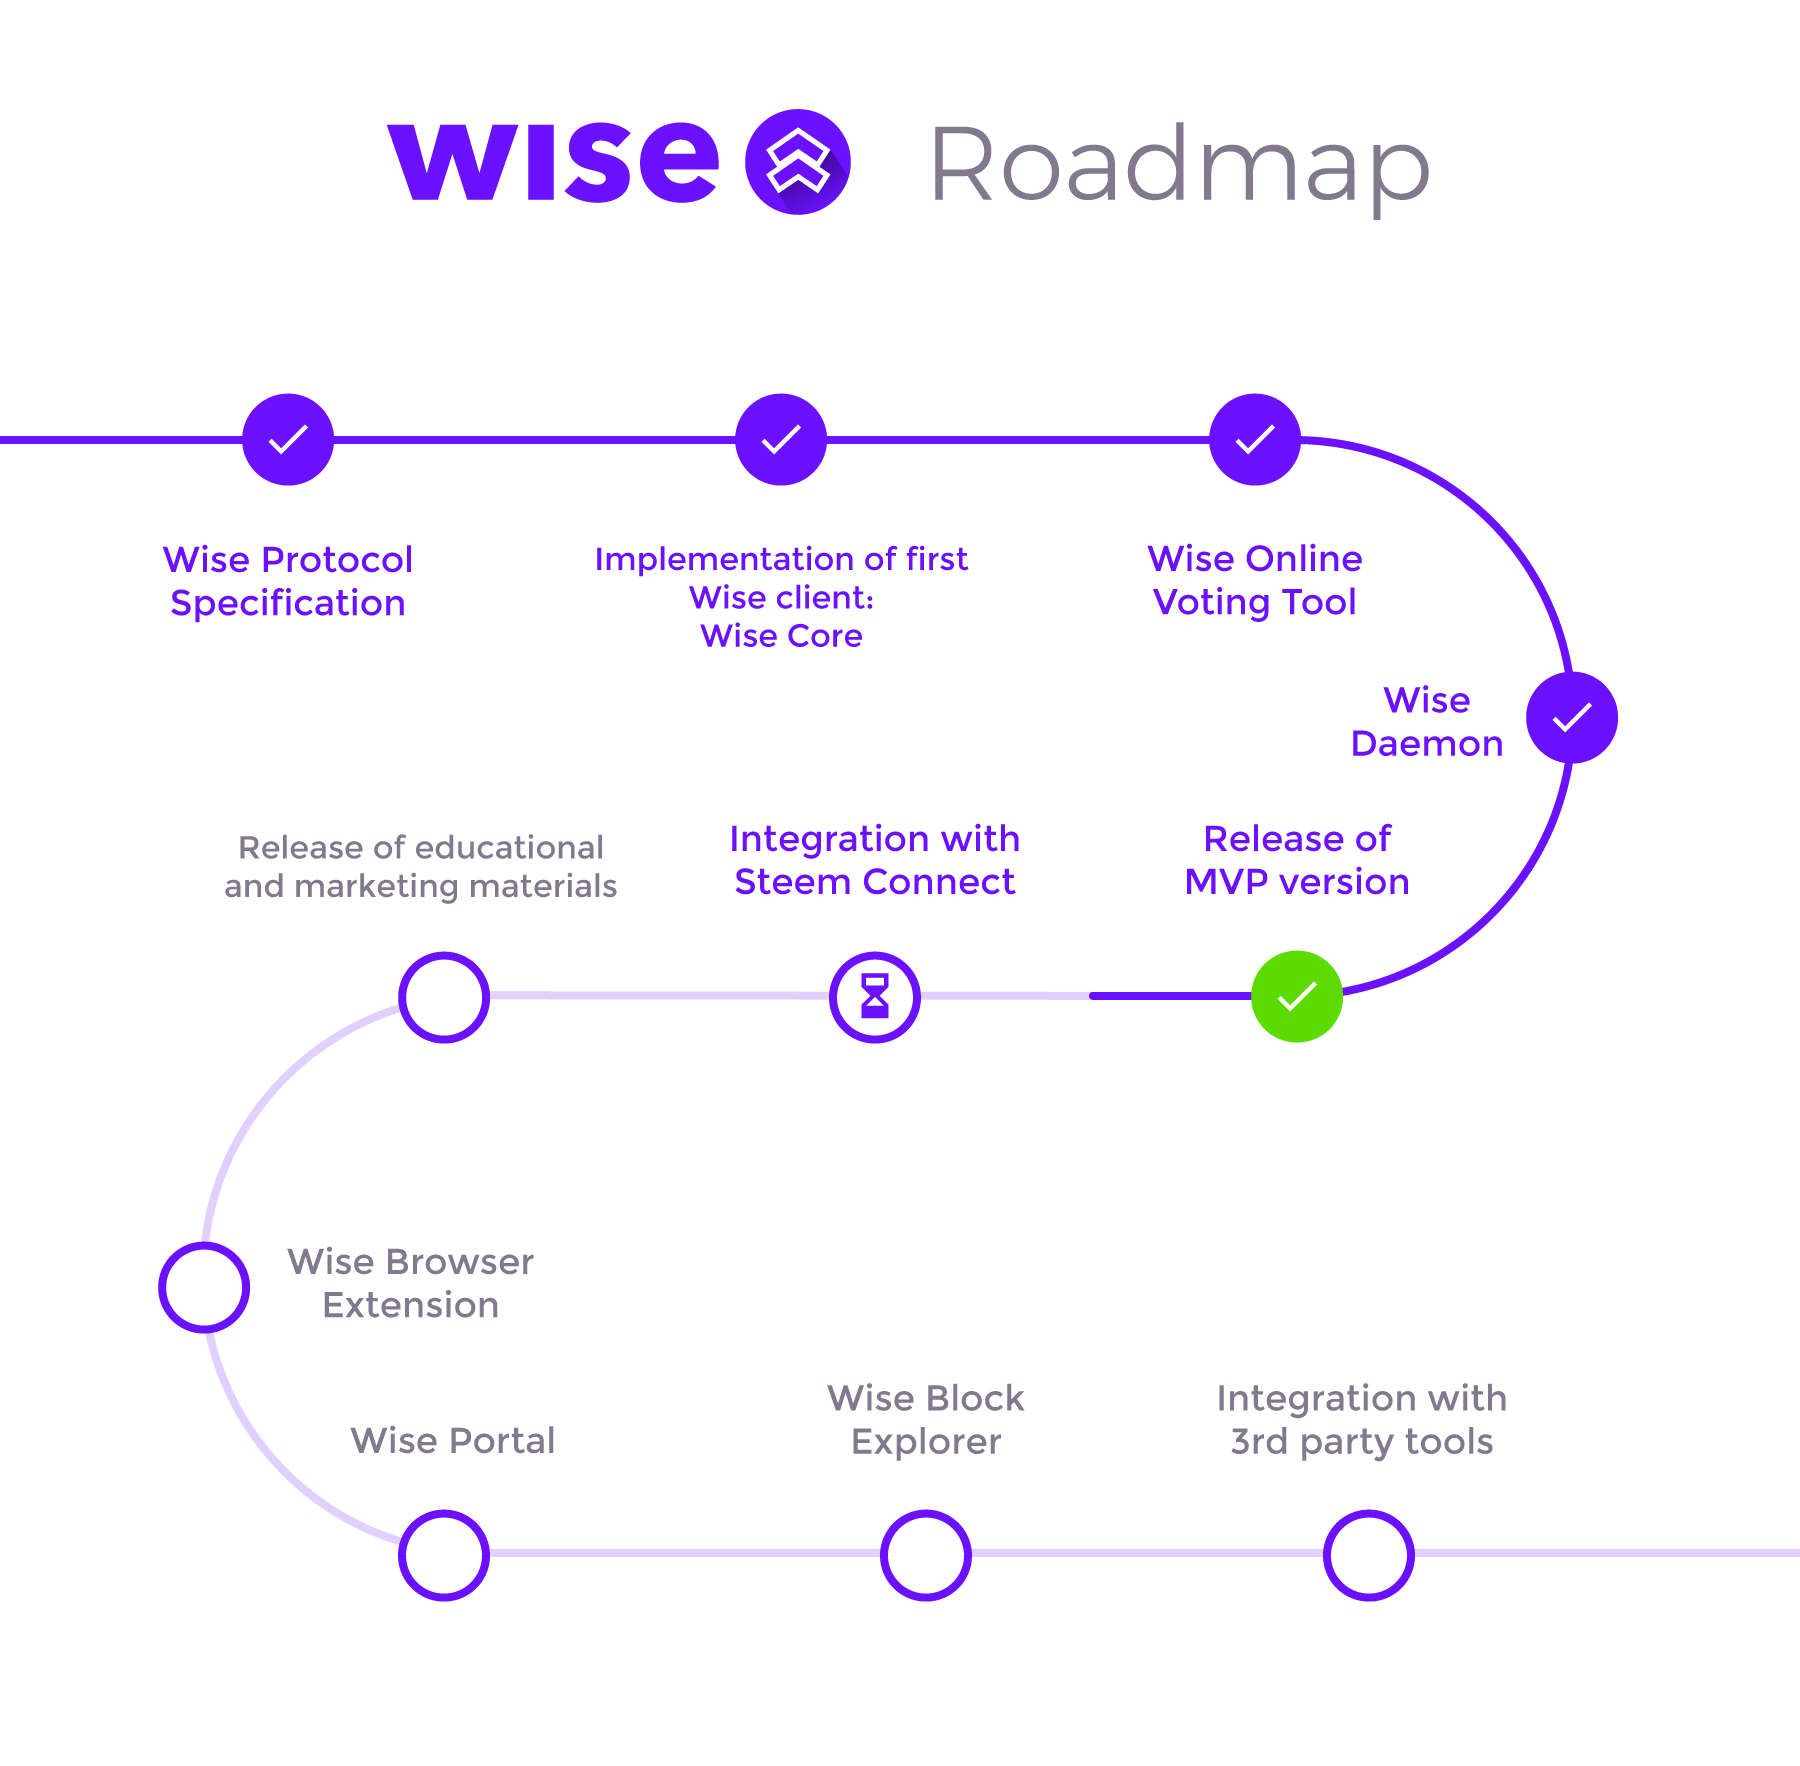 wise Roadmap
Wise Protocol
Specification
Implementation of first
Wise client:
Wise Core
Wise Online
Voting Tool
Wise
Daemon
Release of
MVP version
Integration with
Steem Connect
Release of educational
and marketing materials
Wise Browser
Extension
Wise Portal
Wise Block
Explorer
Integration with
3rd party tools